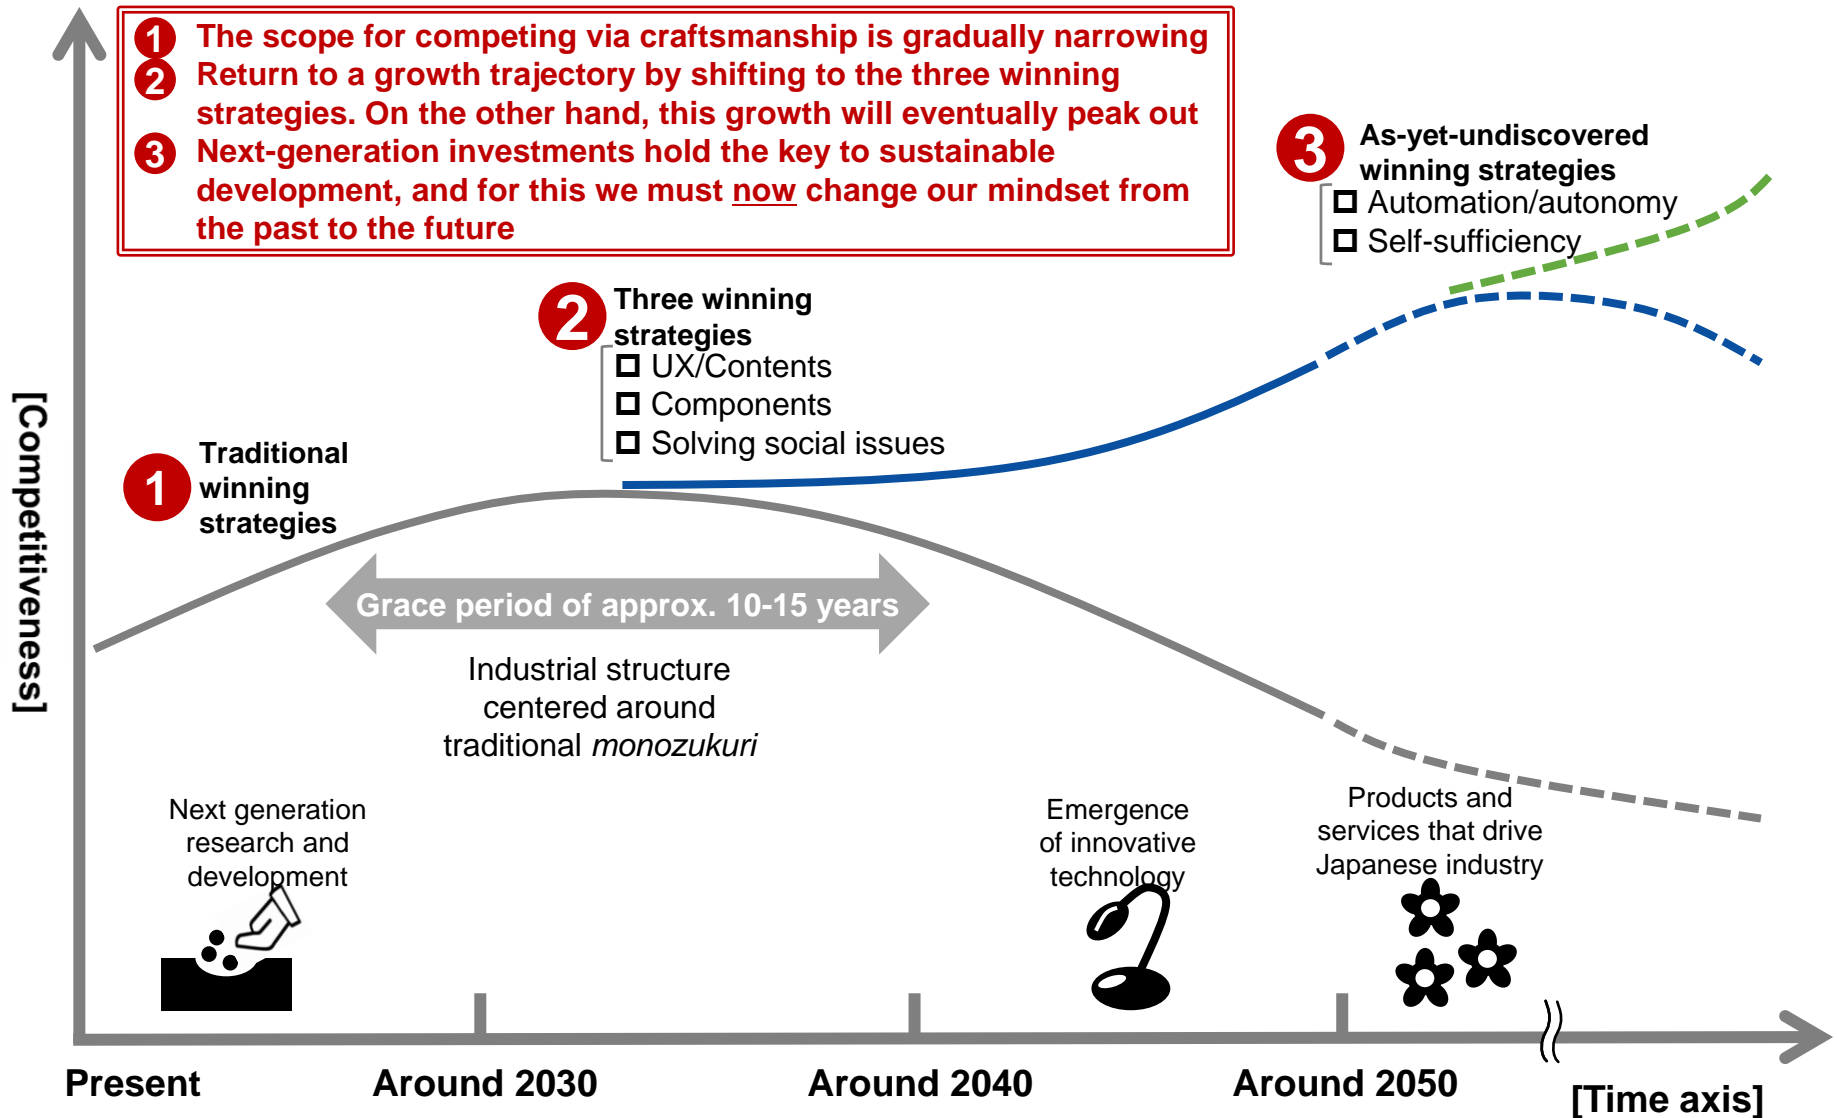 1 The scope for competing via craftsmanship is gradually narrowing
2 Return to a growth trajectory by shifting to the three winning
strategies. On the other hand, this growth will eventually peak out
3 Next-generation investments hold the key to sustainable
development, and for this we must now change our mindset from
the past to the future
3 As-yet-undiscovered
winning strategies
Automation/autonomy
Self-sufficiency
2 Three winning
strategies
UX/Contents
Components
Solving social issues
[Competitiveness]
1 Traditional
winning
strategies
Grace period of approx. 10-15 years
Industrial structure
centered around
traditional monozukuri
Next generation
research and
development
Emergence
of innovative
technology
Products and
services that drive
Japanese industry
Present
Around 2030
Around 2040
Around 2050
[Time axis]